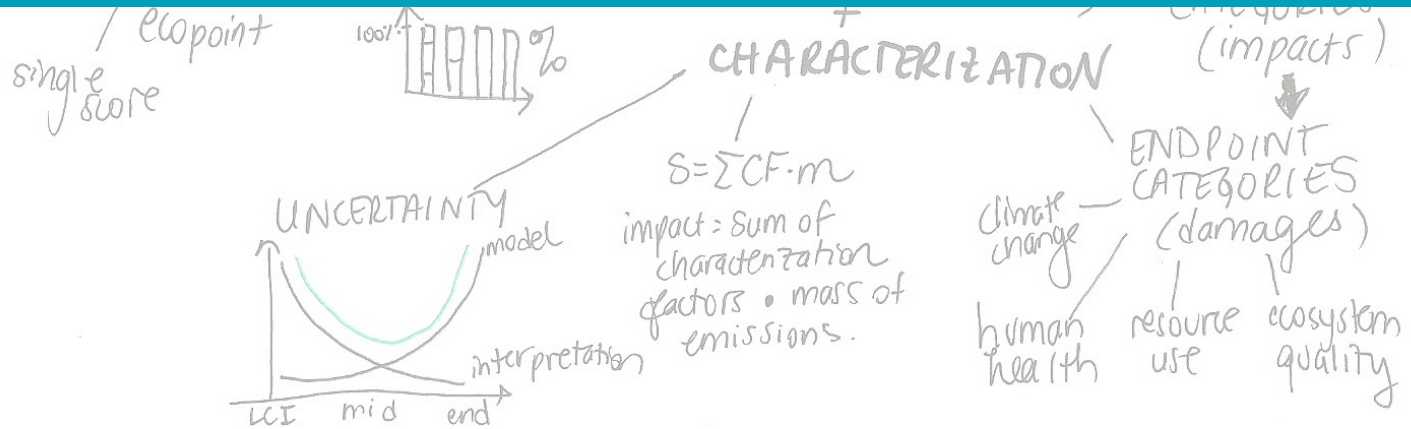 ecopoint
single
score
100%
%
+
CHARACTERIZATION
(impacts)
ENDPOINT
CATEGORIES
(damages)
climate
change
human
health
resource
use
ecosystem
quality
S=ΣCF·m
impact = sum of
characterization
factors • mass of
emissions.
UNCERTAINTY
model
interpretation
LCI mid end